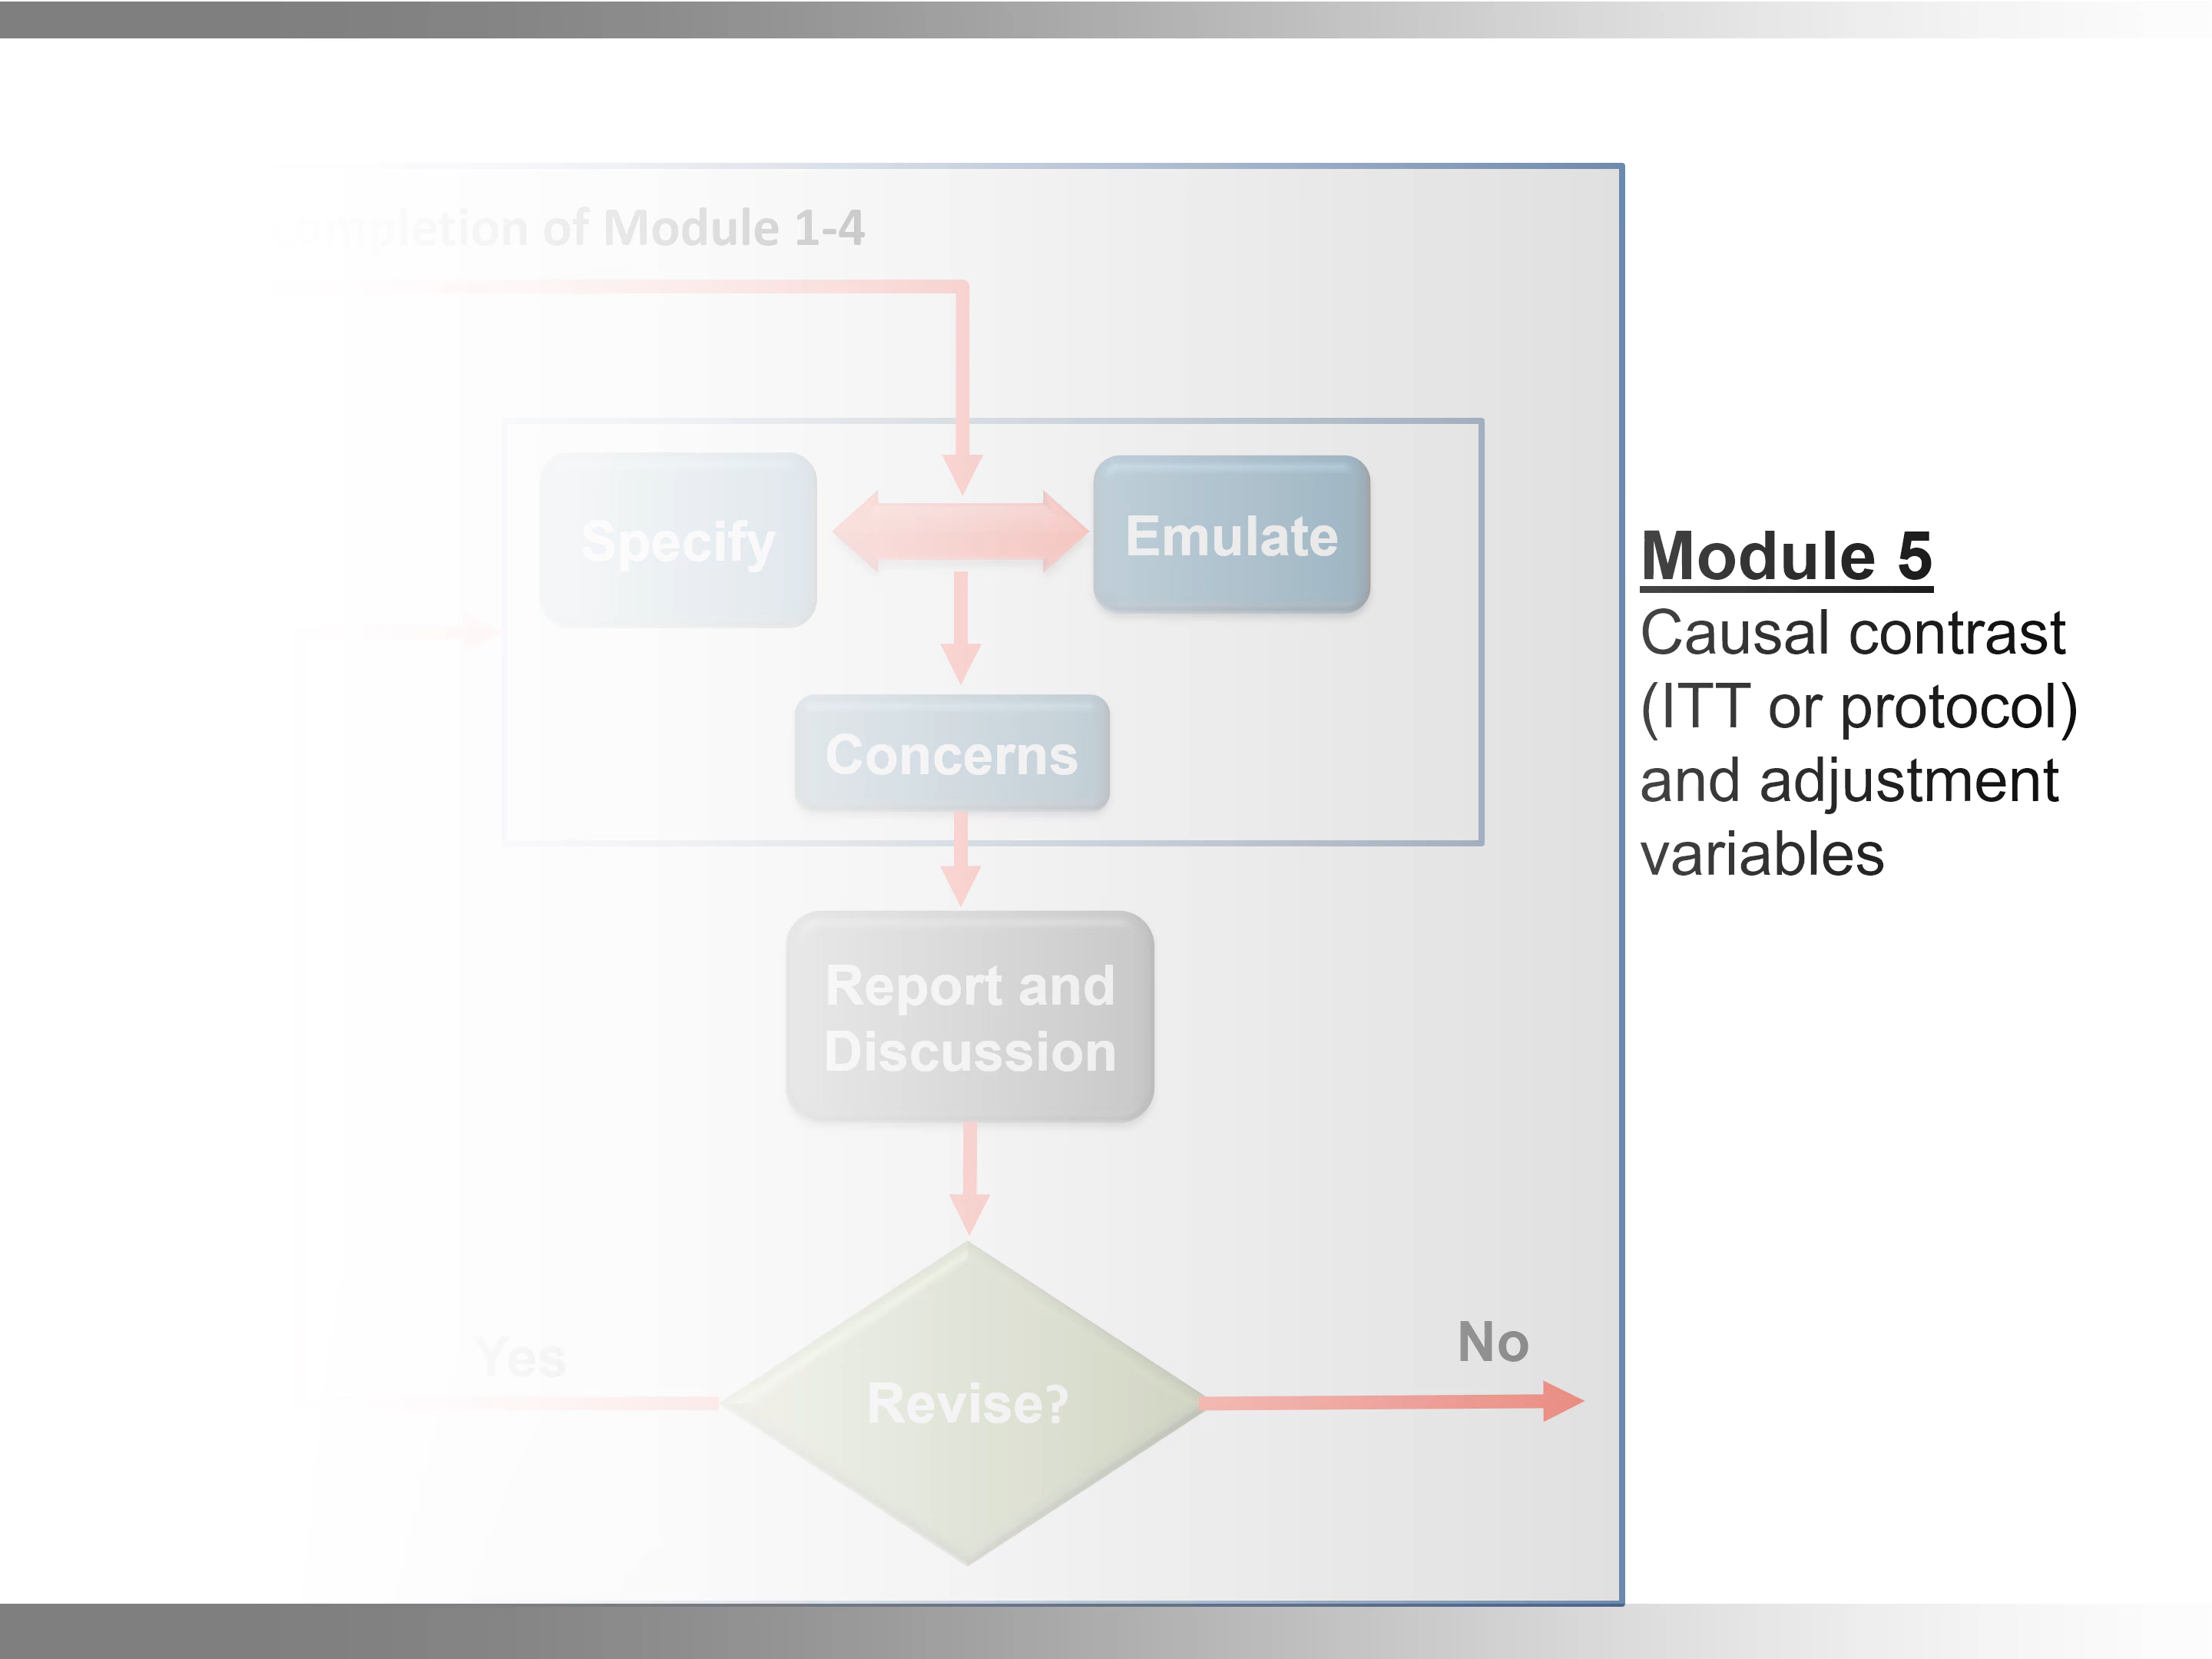 Completion of Module 1-4
Specify
Emulate
Module 5
Causal contrast
(ITT or protocol)
and adjustment
variables
Concerns
Report and
Discussion
Yes
No
Revise?